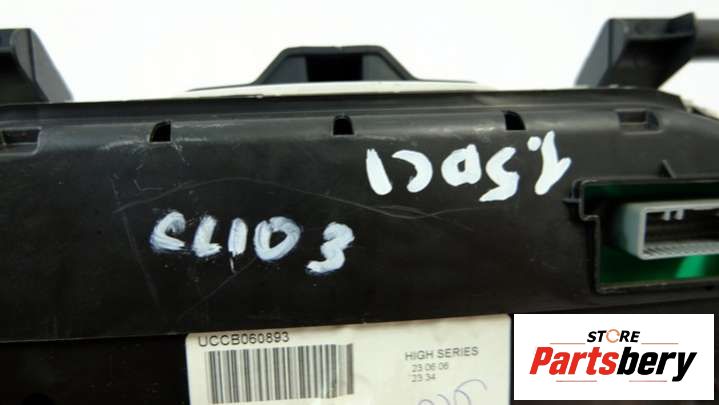 1.5DCI
CLIO 3
UCCB060893
HIGH SERIES
23 06 06
23 34
STORE
Partsbery